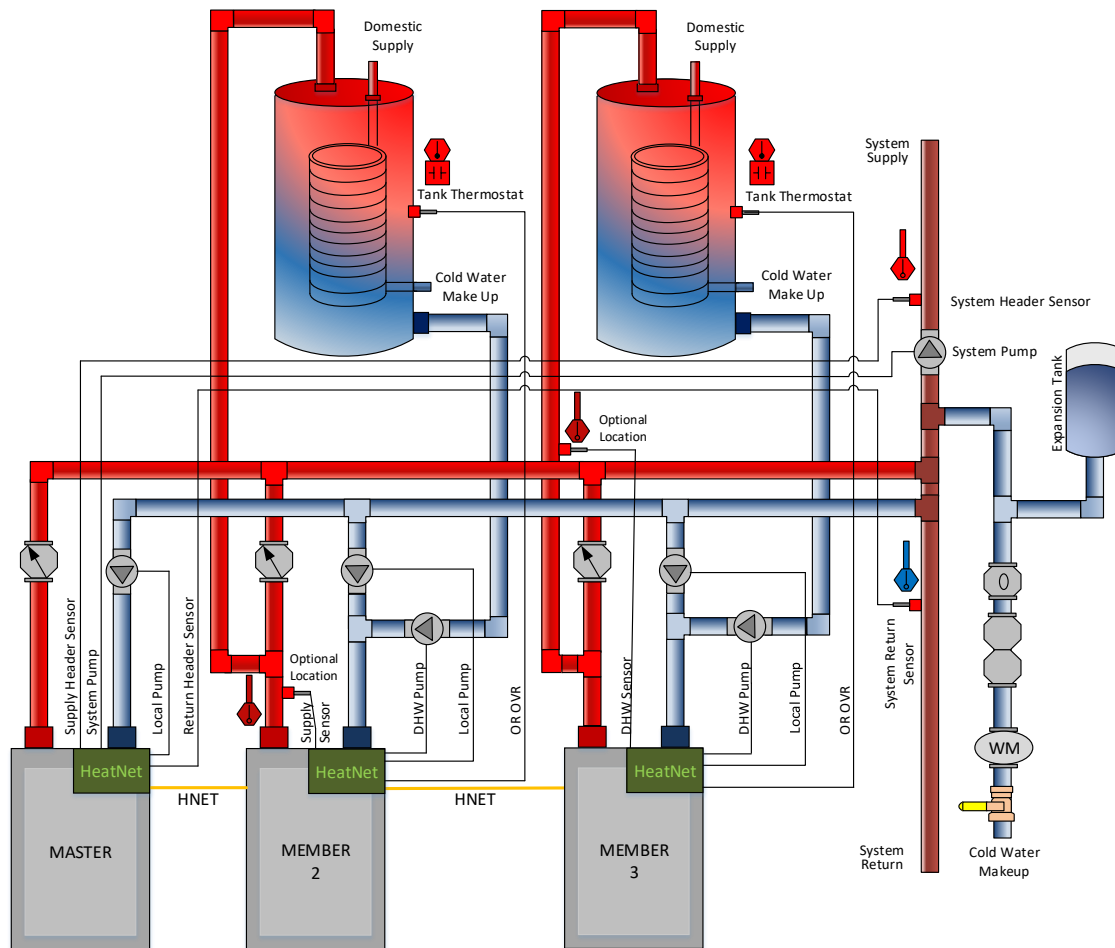 Domestic
Supply
Domestic
Supply
Tank Thermostat
Tank Thermostat
Cold Water
Make Up
Cold Water
Make Up
System
Supply
System Header Sensor
System Pump
Expansion Tank
Optional
Location
System Return
Sensor
Supply Header Sensor
System Pump
Local Pump
Return Header Sensor
Optional
Location
Supply
Sensor
DHW Pump
Local Pump
OR OVR
DHW Sensor
DHW Pump
Local Pump
OR OVR
0
WM
HeatNet
HeatNet
HeatNet
HNET
HNET
MASTER
MEMBER
2
MEMBER
3
System
Return
Cold Water
Makeup